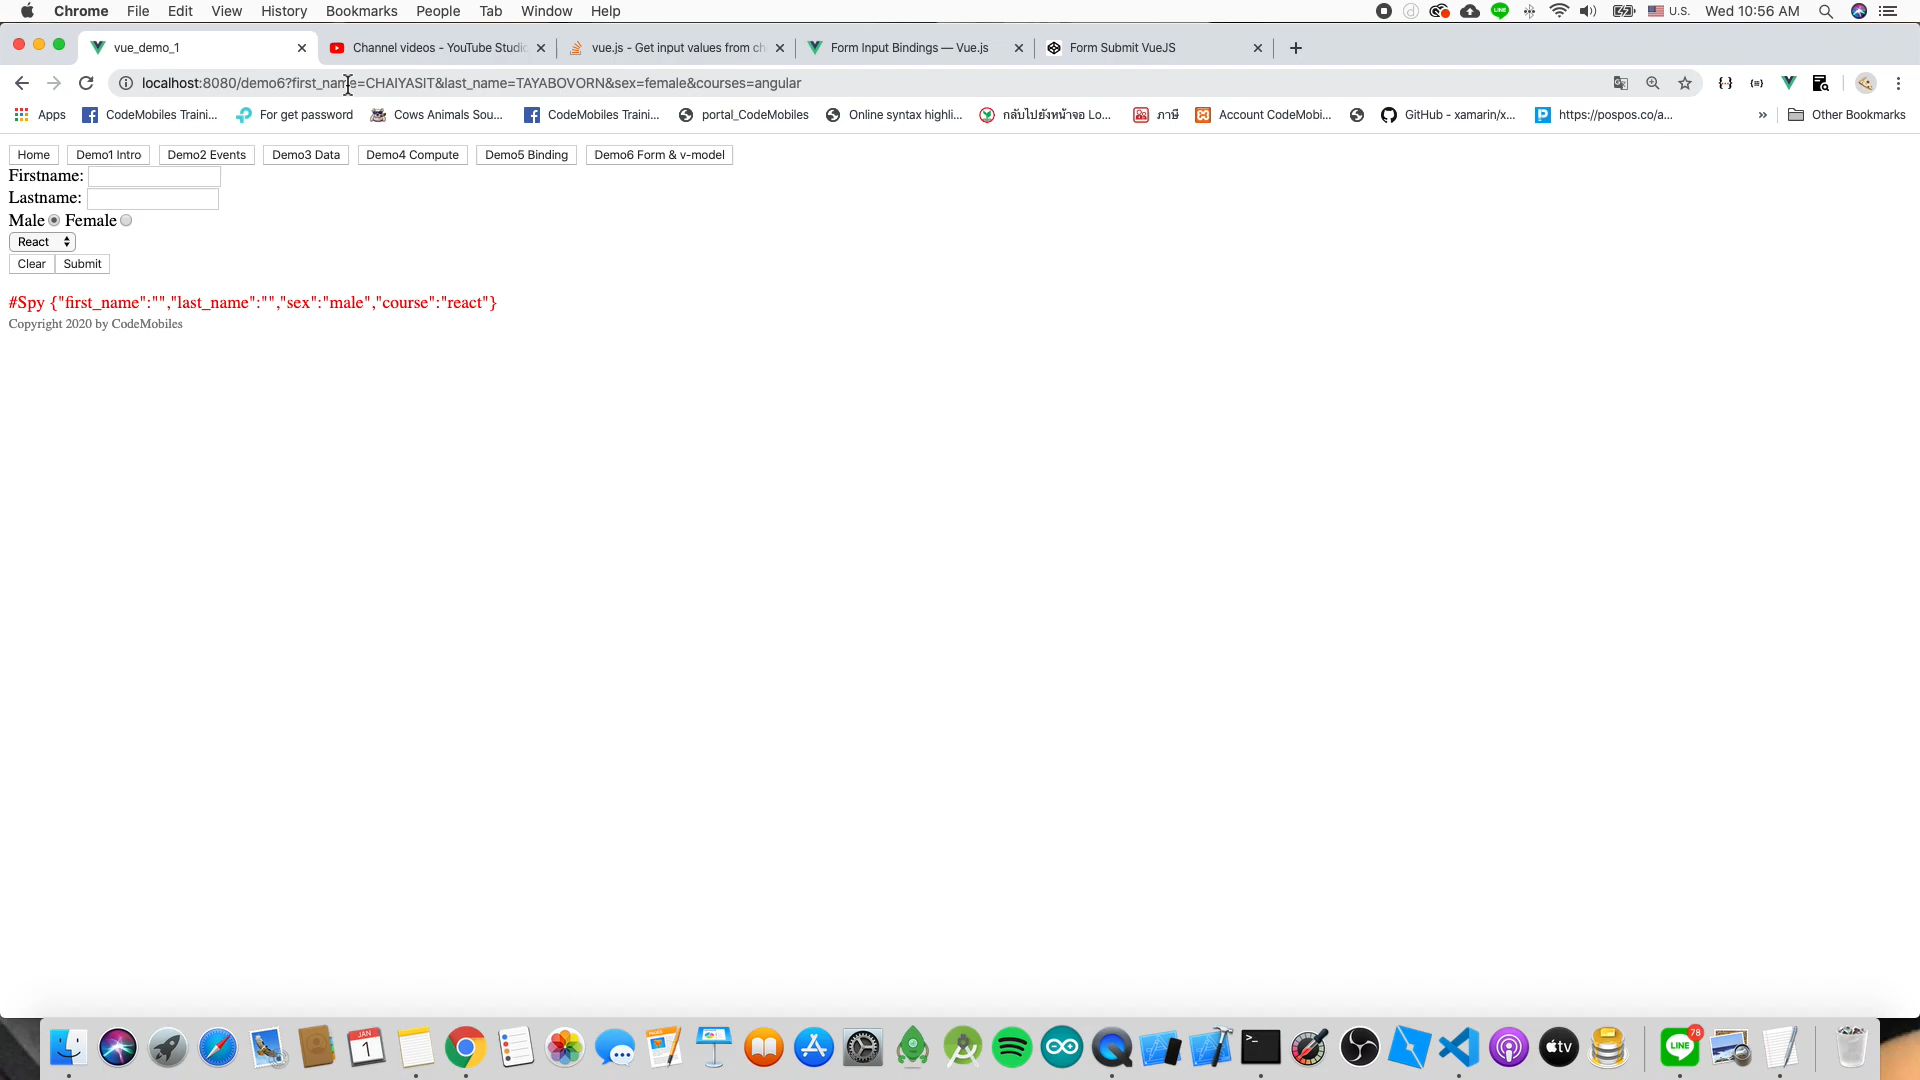 Chrome File Edit View History Bookmarks People Tab Window Help U.S. Wed 10:56 AM
vue_demo_1 Channel videos - YouTube Studio vue.js - Get input values from ch Form Input Bindings — Vue.js Form Submit VueJS
localhost:8080/demo6?first_name=CHAIYASIT&last_name=TAYABOVORN&sex=female&courses=angular
Apps CodeMobiles Traini... For get password Cows Animals Sou... CodeMobiles Traini... portal_CodeMobiles Online syntax highli... กลับไปยังหน้าจอ Lo... ภาษี Account CodeMobi... GitHub - xamarin/x... https://pospos.co/a... » Other Bookmarks
Home Demo1 Intro Demo2 Events Demo3 Data Demo4 Compute Demo5 Binding Demo6 Form & v-model
Firstname:
Lastname:
Male Female
React
Clear Submit
#Spy {"first_name":"","last_name":"","sex":"male","course":"react"}
Copyright 2020 by CodeMobiles
JAN
1
tv
LINE
78